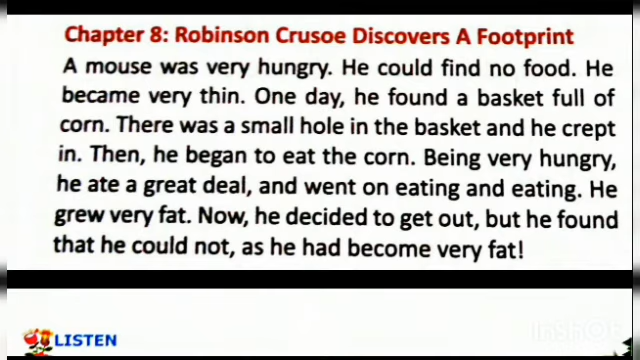 Chapter 8: Robinson Crusoe Discovers A Footprint
A mouse was very hungry. He could find no food. He
became very thin. One day, he found a basket full of
corn. There was a small hole in the basket and he crept
in. Then, he began to eat the corn. Being very hungry,
he ate a great deal, and went on eating and eating. He
grew very fat. Now, he decided to get out, but he found
that he could not, as he had become very fat!
LISTEN
InShOt